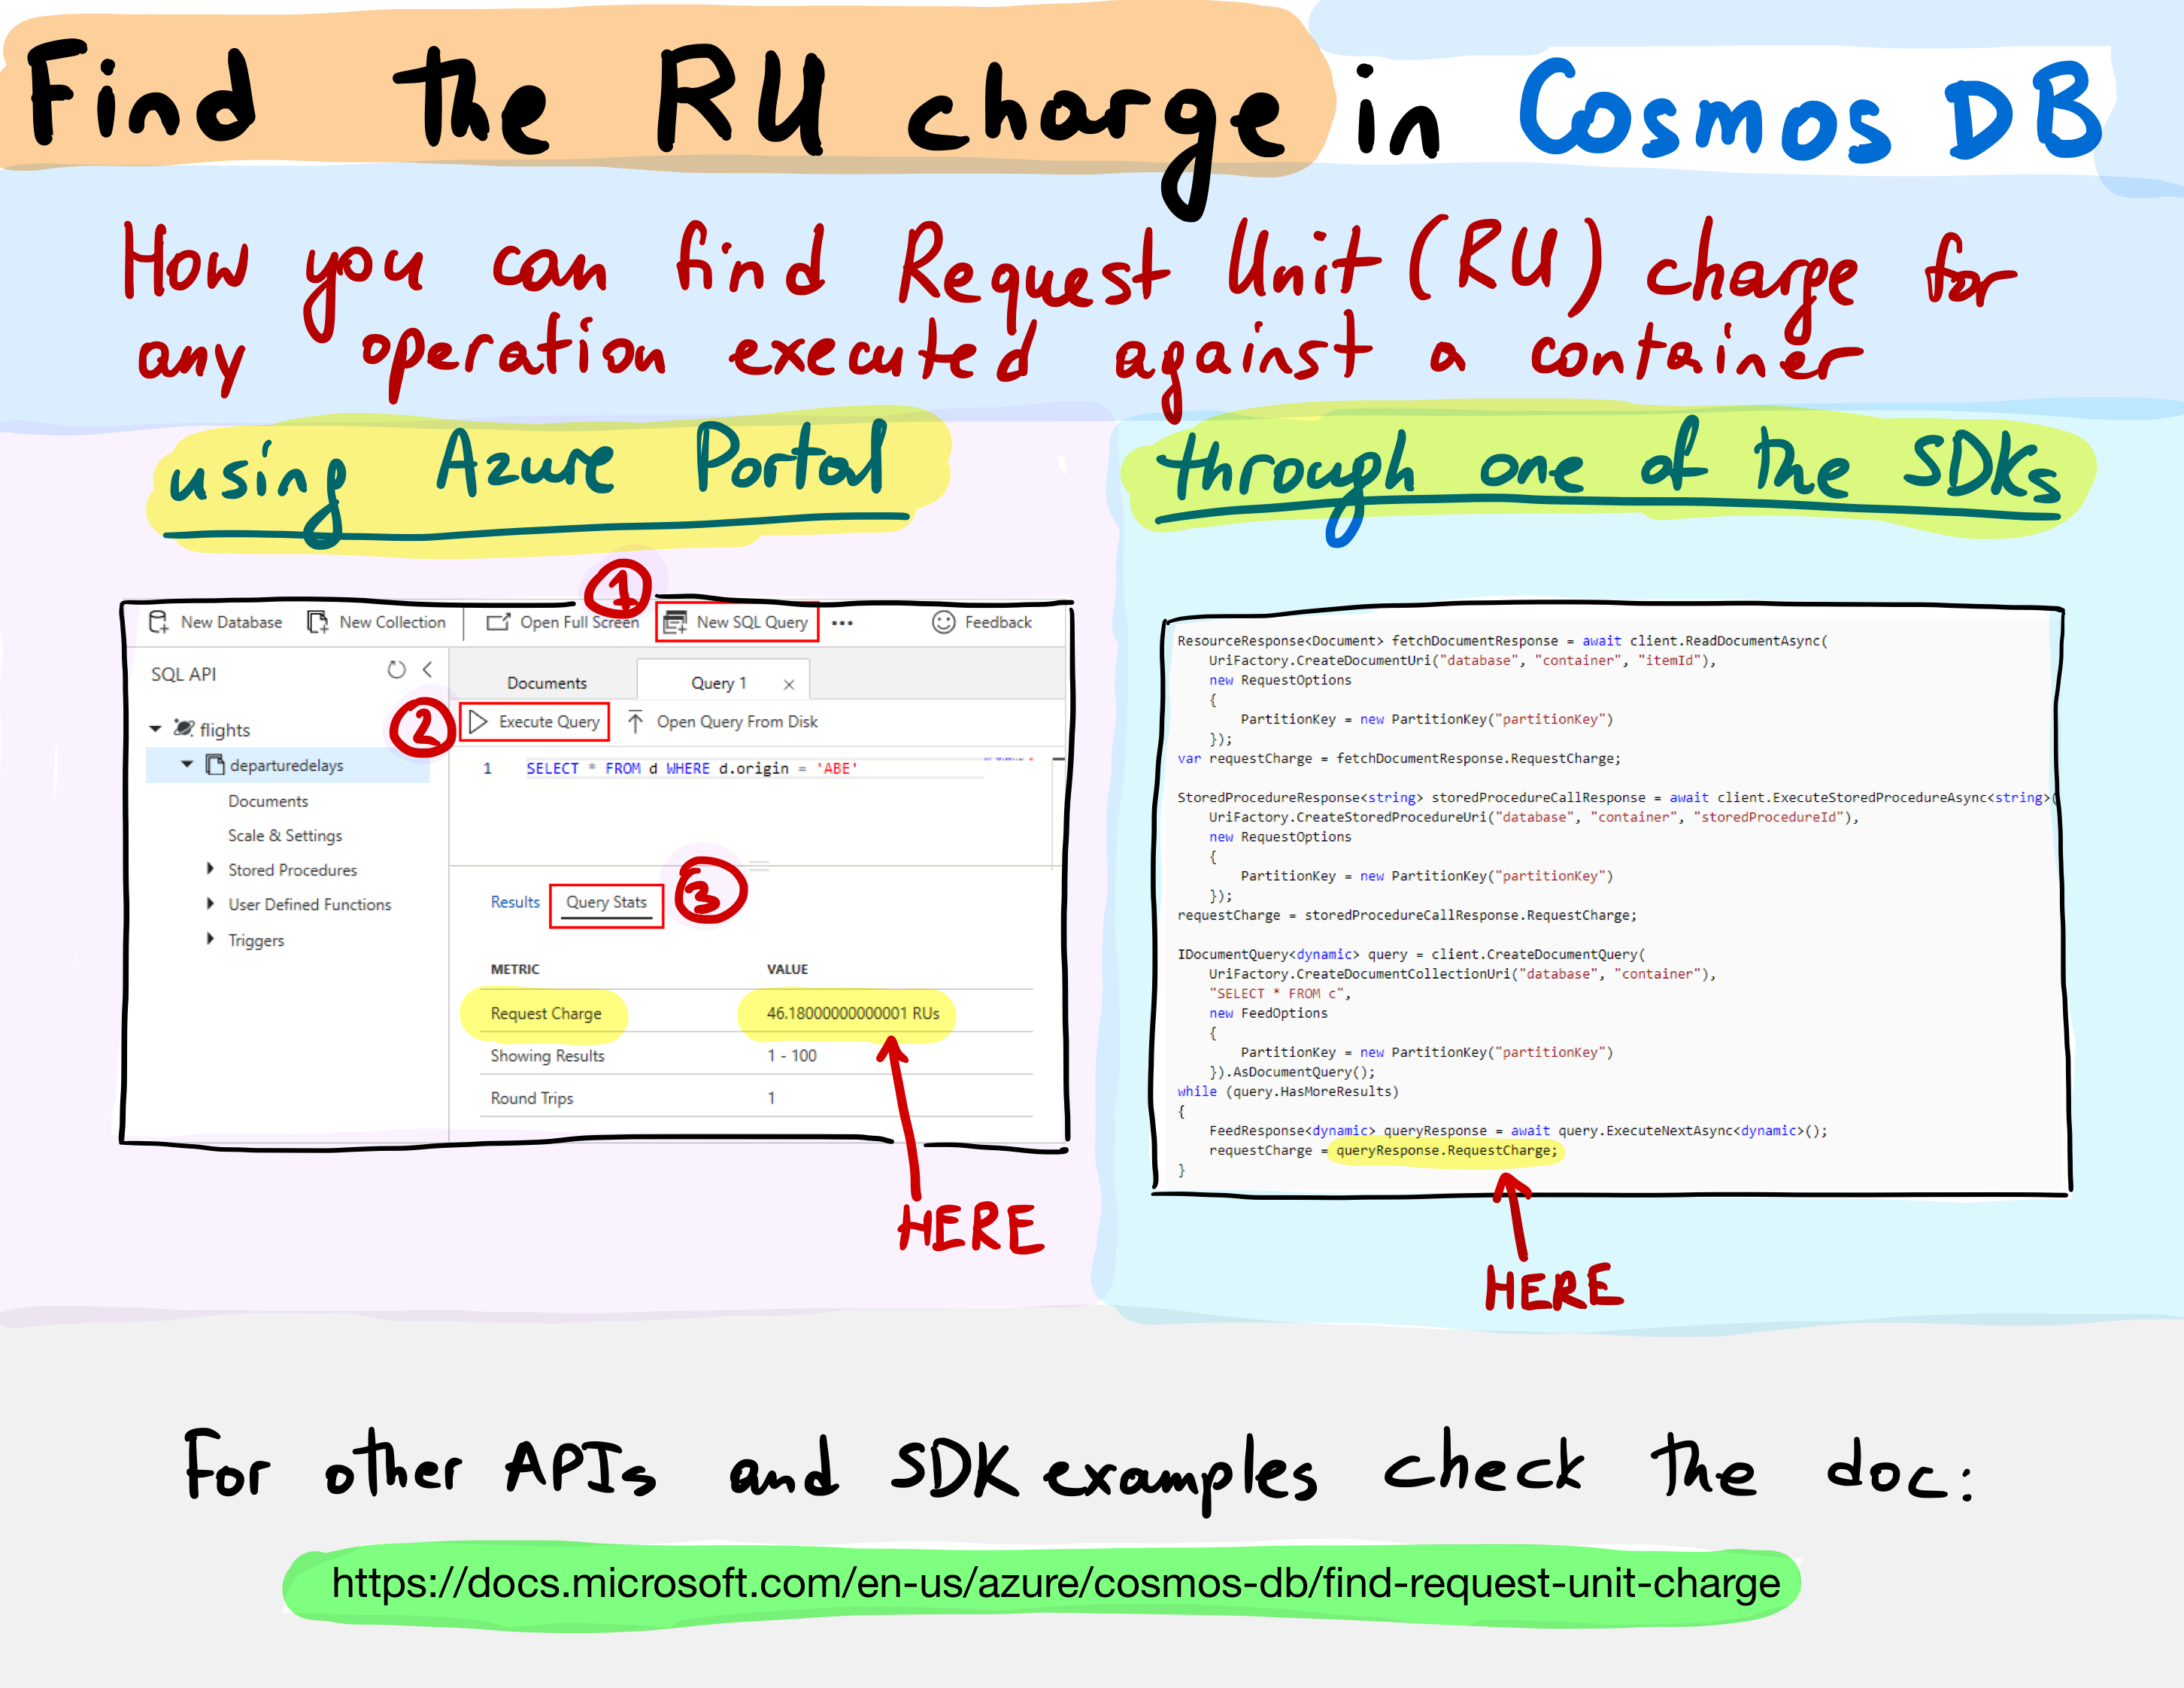 Find the RU charge in Cosmos DB
How you can find Request Unit (RU) charge for
any operation executed against a container
using Azure Portal
1
New Database New Collection Open Full Screen New SQL Query ••• Feedback
SQL API
Documents Query 1 ×
2
Execute Query Open Query From Disk
flights
departuredelays
1 SELECT * FROM d WHERE d.origin = 'ABE'
Documents
Scale & Settings
Stored Procedures
User Defined Functions
Triggers
Results Query Stats
3
METRIC VALUE
Request Charge 46.18000000000001 RUs
Showing Results 1 - 100
Round Trips 1
HERE
through one of the SDKs
ResourceResponse<Document> fetchDocumentResponse = await client.ReadDocumentAsync(
UriFactory.CreateDocumentUri("database", "container", "itemId"),
new RequestOptions
{
PartitionKey = new PartitionKey("partitionKey")
});
var requestCharge = fetchDocumentResponse.RequestCharge;
StoredProcedureResponse<string> storedProcedureCallResponse = await client.ExecuteStoredProcedureAsync<string>(
UriFactory.CreateStoredProcedureUri("database", "container", "storedProcedureId"),
new RequestOptions
{
PartitionKey = new PartitionKey("partitionKey")
});
requestCharge = storedProcedureCallResponse.RequestCharge;
IDocumentQuery<dynamic> query = client.CreateDocumentQuery(
UriFactory.CreateDocumentCollectionUri("database", "container"),
"SELECT * FROM c",
new FeedOptions
{
PartitionKey = new PartitionKey("partitionKey")
}).AsDocumentQuery();
while (query.HasMoreResults)
{
FeedResponse<dynamic> queryResponse = await query.ExecuteNextAsync<dynamic>();
requestCharge = queryResponse.RequestCharge;
}
HERE
For other APIs and SDK examples check the doc:
https://docs.microsoft.com/en-us/azure/cosmos-db/find-request-unit-charge